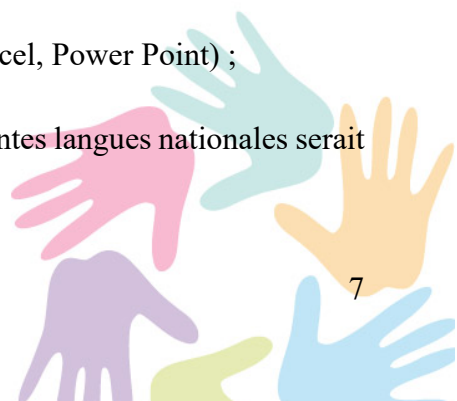 cel, Power Point) ;
ntes langues nationales serait
7